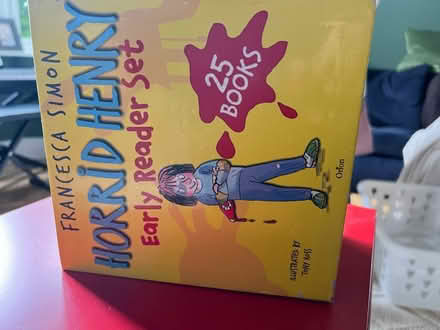 FRANCESCA SIMON
HORRID HENRY
Early Reader Set
25
BOOKS
ILLUSTRATED BY
TONY ROSS
Orion